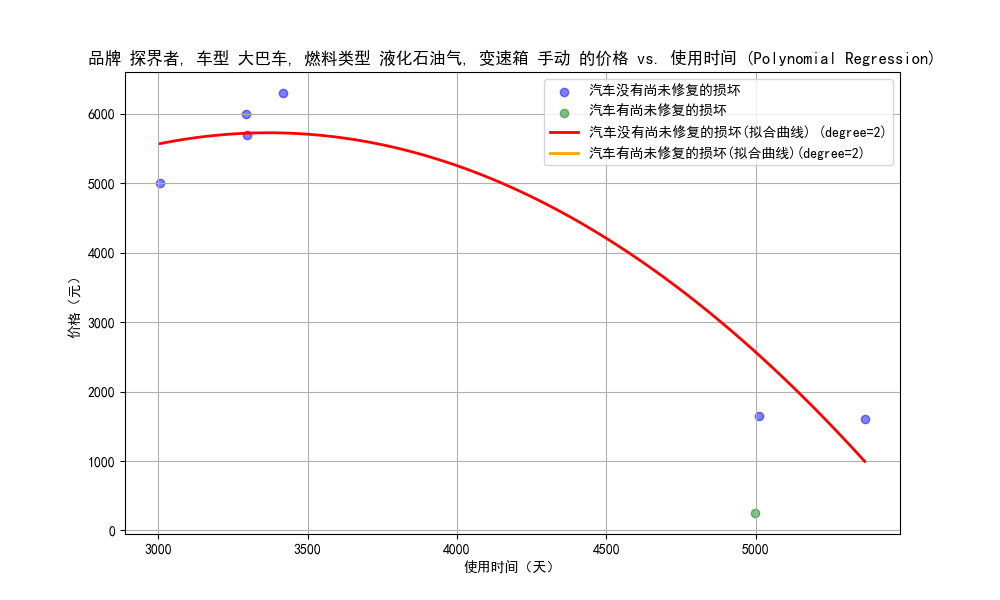 品牌 探界者, 车型 大巴车, 燃料类型 液化石油气, 变速箱 手动 的价格 vs. 使用时间 (Polynomial Regression)
汽车没有尚未修复的损坏
汽车有尚未修复的损坏
汽车没有尚未修复的损坏(拟合曲线) (degree=2)
汽车有尚未修复的损坏(拟合曲线)(degree=2)
价格（元）
6000
5000
4000
3000
2000
1000
0
3000
3500
4000
4500
5000
使用时间（天）